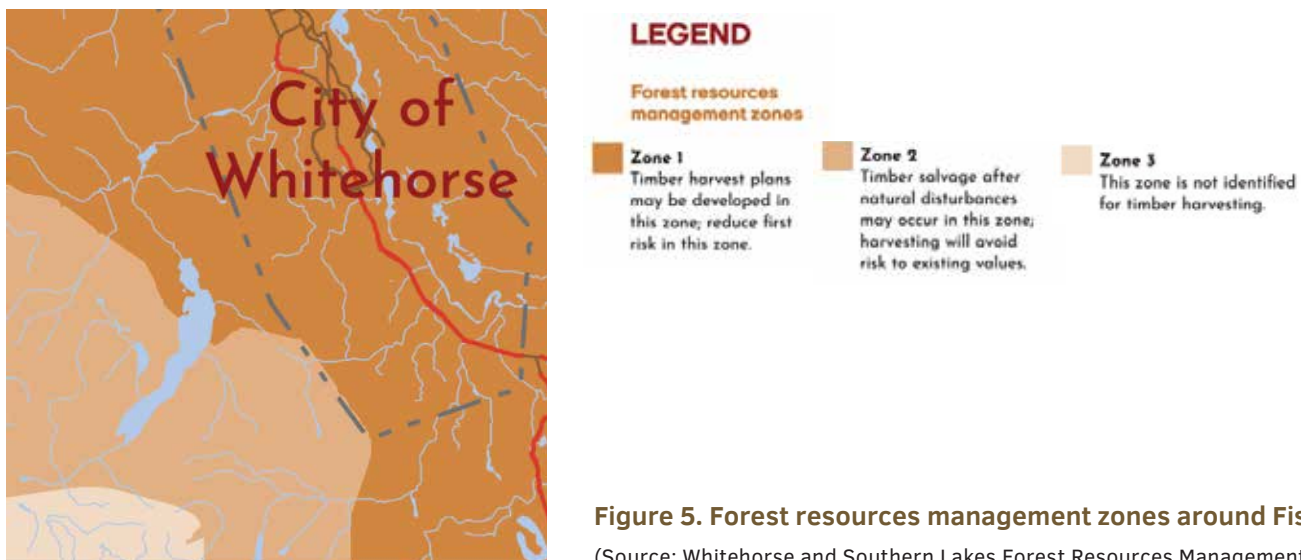 City of
Whitehorse
LEGEND
Forest resources
management zones
Zone 1
Timber harvest plans
may be developed in
this zone; reduce first
risk in this zone.
Zone 2
Timber salvage after
natural disturbances
may occur in this zone;
harvesting will avoid
risk to existing values.
Zone 3
This zone is not identified
for timber harvesting.
Figure 5. Forest resources management zones around Fis
(Source: Whitehorse and Southern Lakes Forest Resources Management